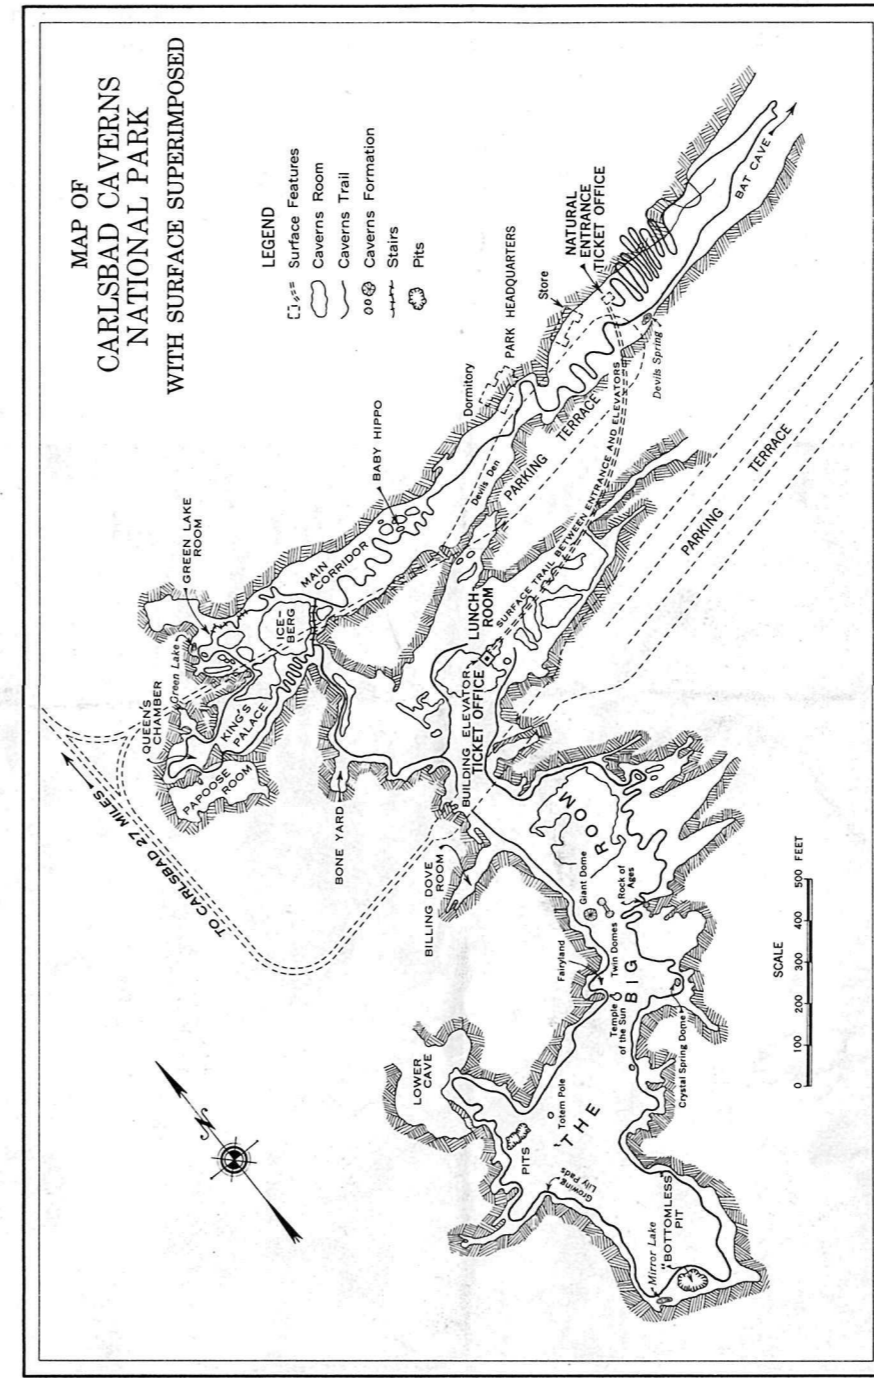 MAP OF
CARLSBAD CAVERNS
NATIONAL PARK
WITH SURFACE SUPERIMPOSED
LEGEND
Surface Features
Caverns Room
Caverns Trail
Caverns Formation
Stairs
Pits
N
TO CARLSBAD 27 MILES
QUEEN'S
CHAMBER
Green Lake
GREEN LAKE
ROOM
PAPOOSE
ROOM
KING'S
PALACE
ICE-
BERG
MAIN
CORRIDOR
BABY HIPPO
BONE YARD
Devils Den
Dormitory
PARK HEADQUARTERS
Store
NATURAL
ENTRANCE
TICKET OFFICE
BAT CAVE
Devils Spring
PARKING TERRACE
PARKING TERRACE
SURFACE TRAIL BETWEEN ENTRANCE AND ELEVATORS
LUNCH
ROOM
BUILDING ELEVATOR
TICKET OFFICE
BILLING DOVE
ROOM
LOWER
CAVE
PITS
Totem Pole
Growing
Lily Pads
Mirror Lake
"BOTTOMLESS"
PIT
THE BIG ROOM
Fairyland
Temple
of the Sun
Twin Domes
Giant Dome
Rock of
Ages
Crystal Spring Dome
SCALE
0 100 200 300 400 500 FEET